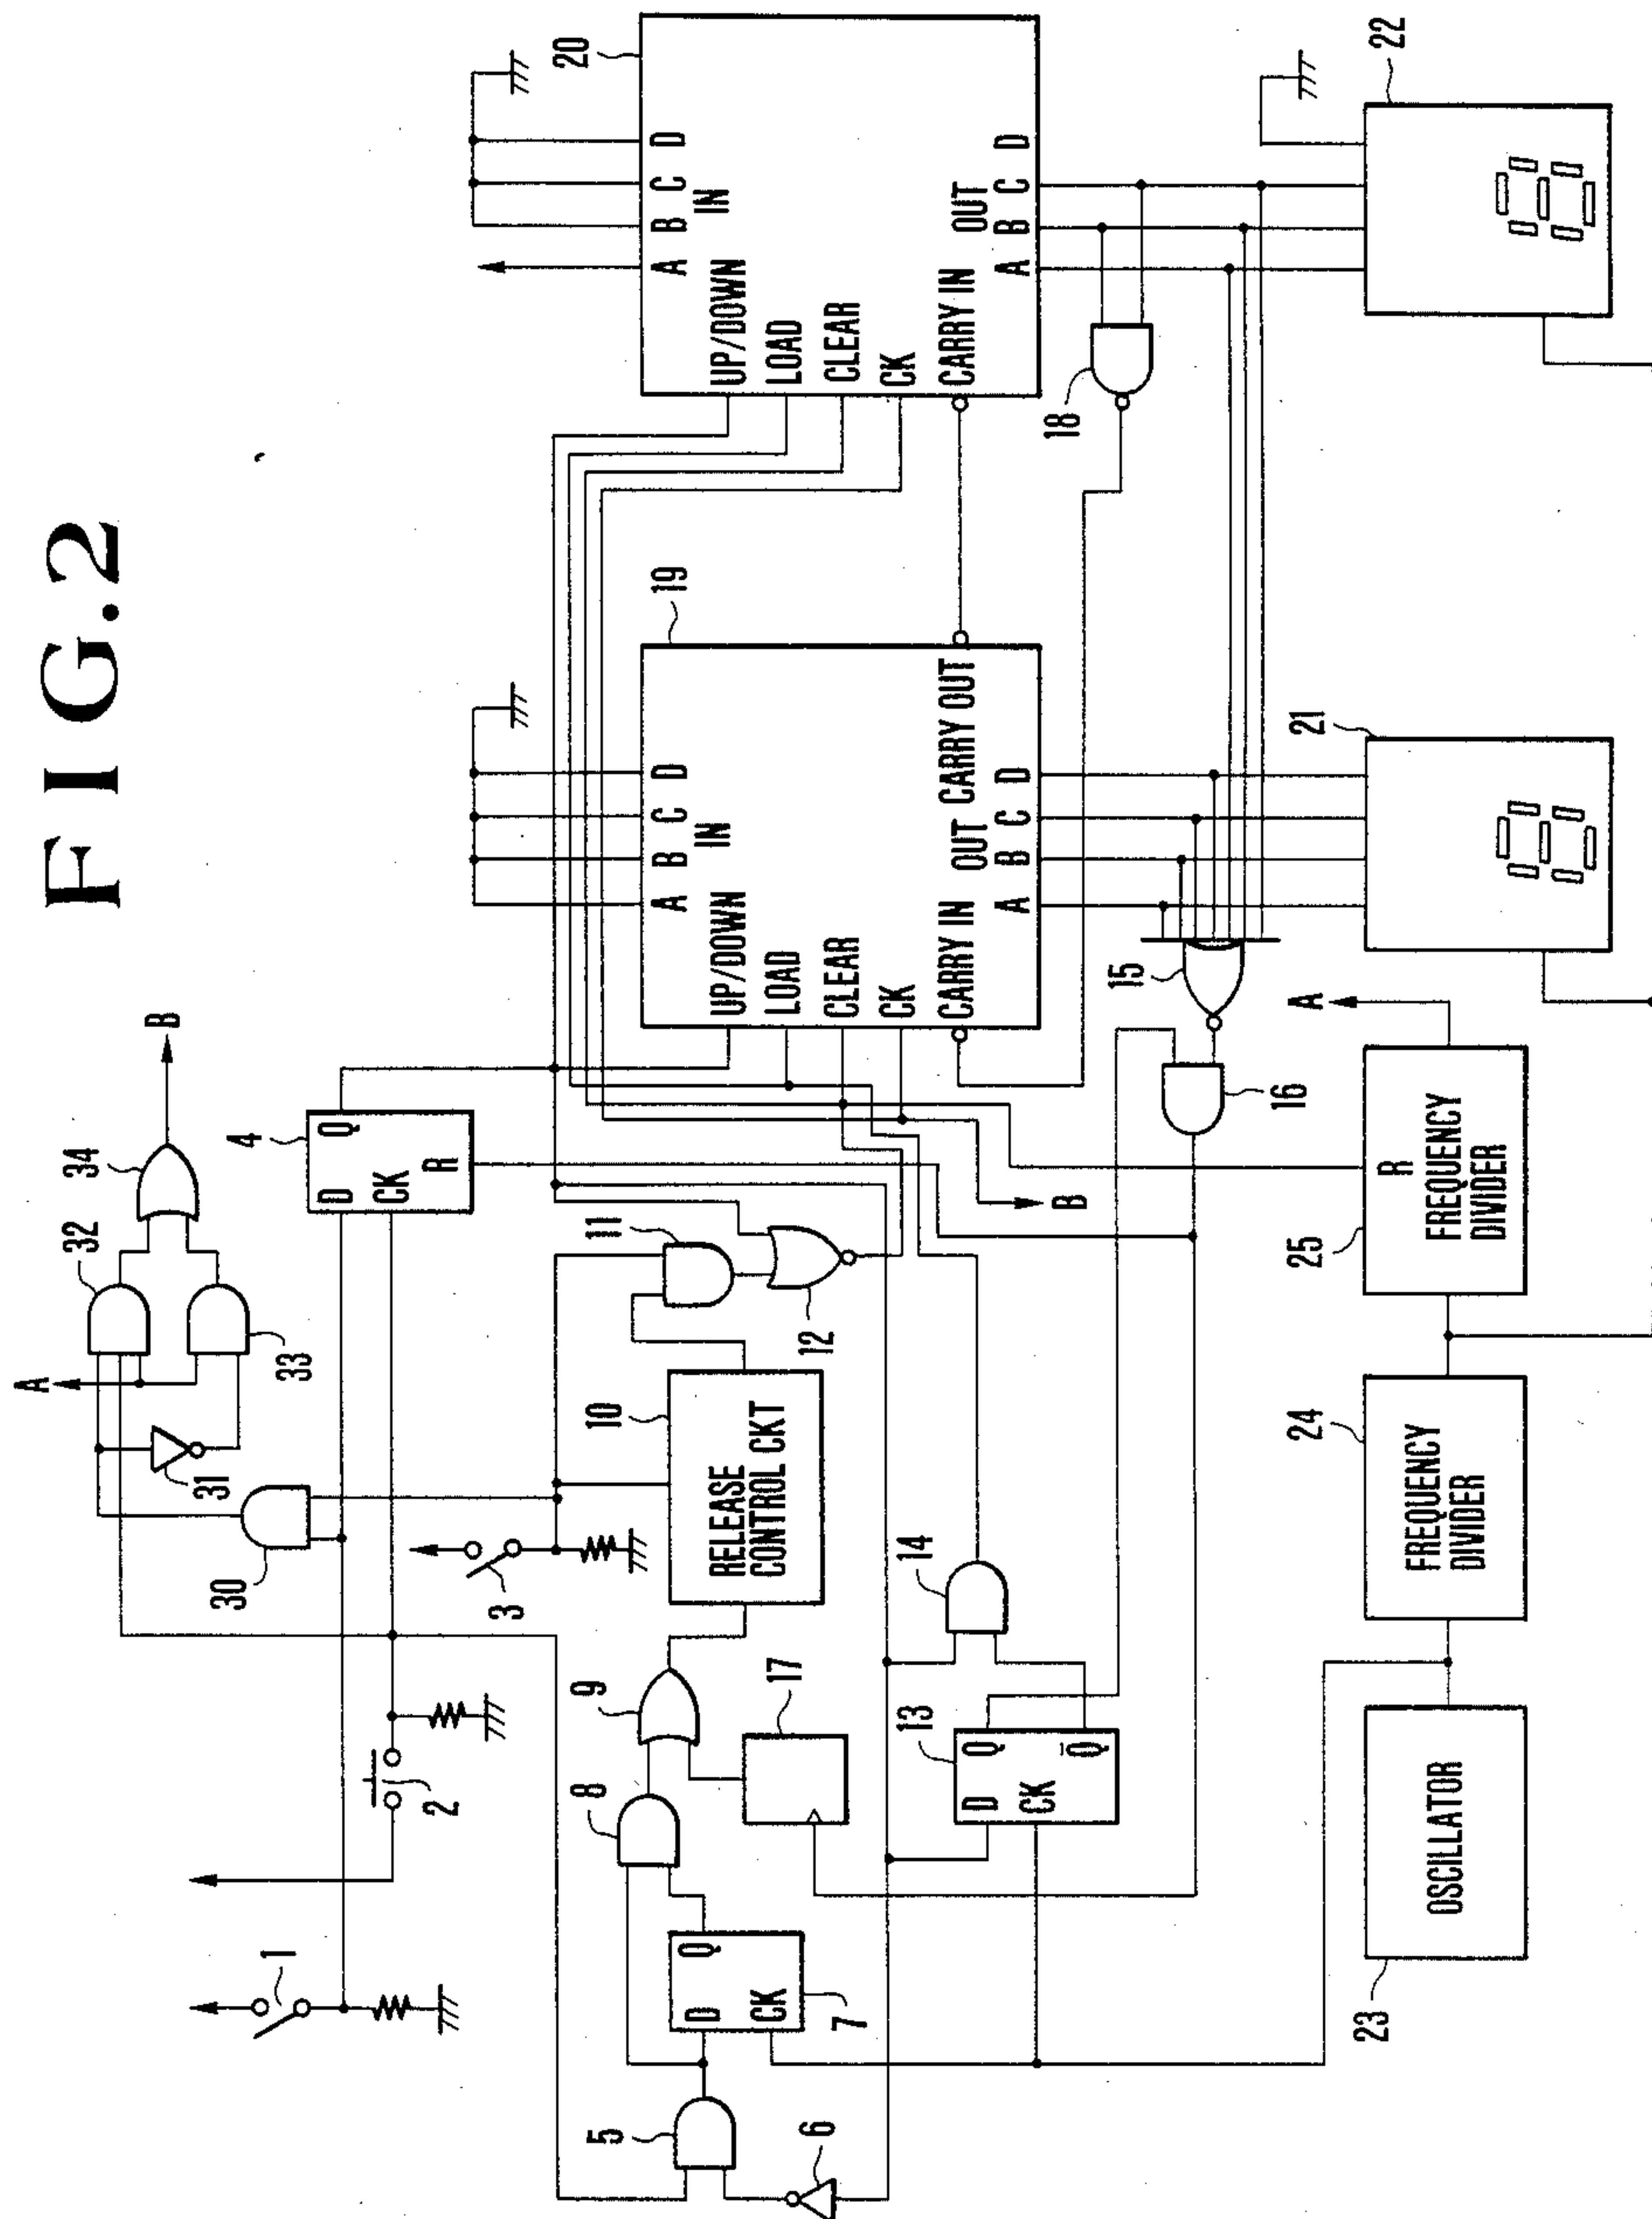 FIG.2
1
2
3
4
D
Q
CK
R
30
31
A
32
33
34
B
5
6
7
D
Q
CK
8
9
17
10
RELEASE
CONTROL CKT
11
12
13
D
Q
CK
Q̅
14
15
16
18
19
A B C D
IN
UP/DOWN
LOAD
CLEAR
CK
CARRY IN
CARRY OUT
OUT
A B C D
20
A B C D
IN
UP/DOWN
LOAD
CLEAR
CK
CARRY IN
OUT
A B C D
B
A
21
22
23
OSCILLATOR
24
FREQUENCY
DIVIDER
25
R
FREQUENCY
DIVIDER